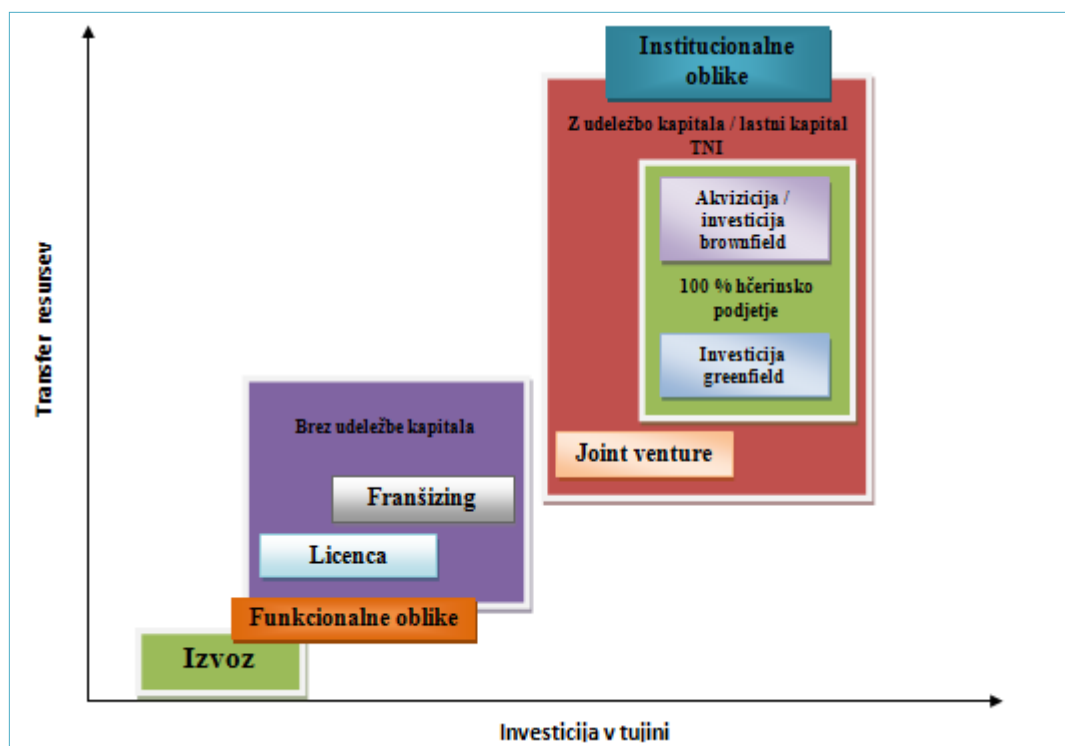 Institucionalne
oblike
Z udeležbo kapitala / lastni kapital
TNI
Akvizicija /
investicija
brownfield
100 % hčerinsko
podjetje
Investicija
greenfield
Joint venture
Brez udeležbe kapitala
Franšizing
Licenca
Funkcionalne oblike
Izvoz
Transfer resursev
Investicija v tujini